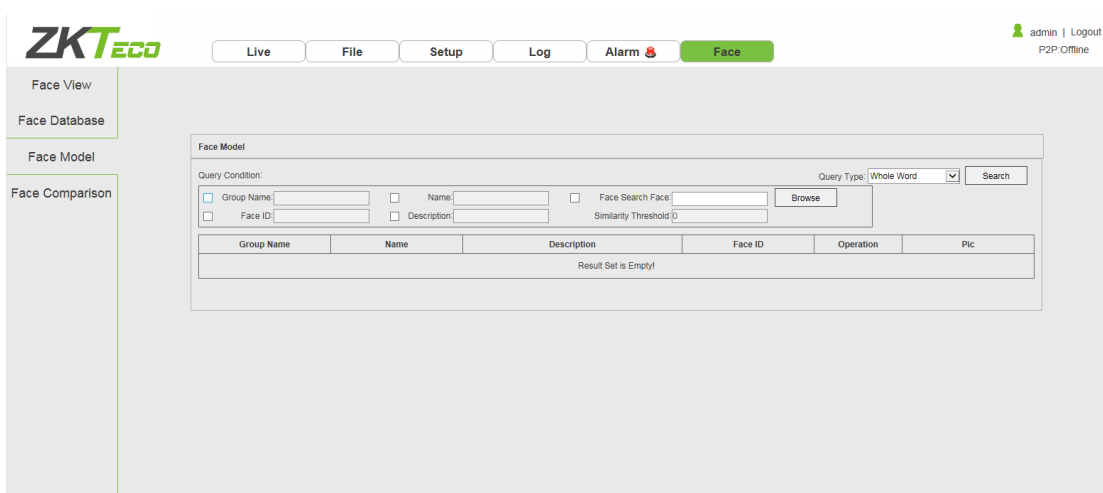 ZKTECO
Live File Setup Log Alarm Face
admin | Logout
P2P:Offline
Face View
Face Database
Face Model
Face Comparison
Face Model
Query Condition:
Query Type: Whole Word Search
Group Name: Name: Face Search Face: Browse
Face ID: Description: Similarity Threshold:0
Group Name Name Description Face ID Operation Pic
Result Set is Empty!